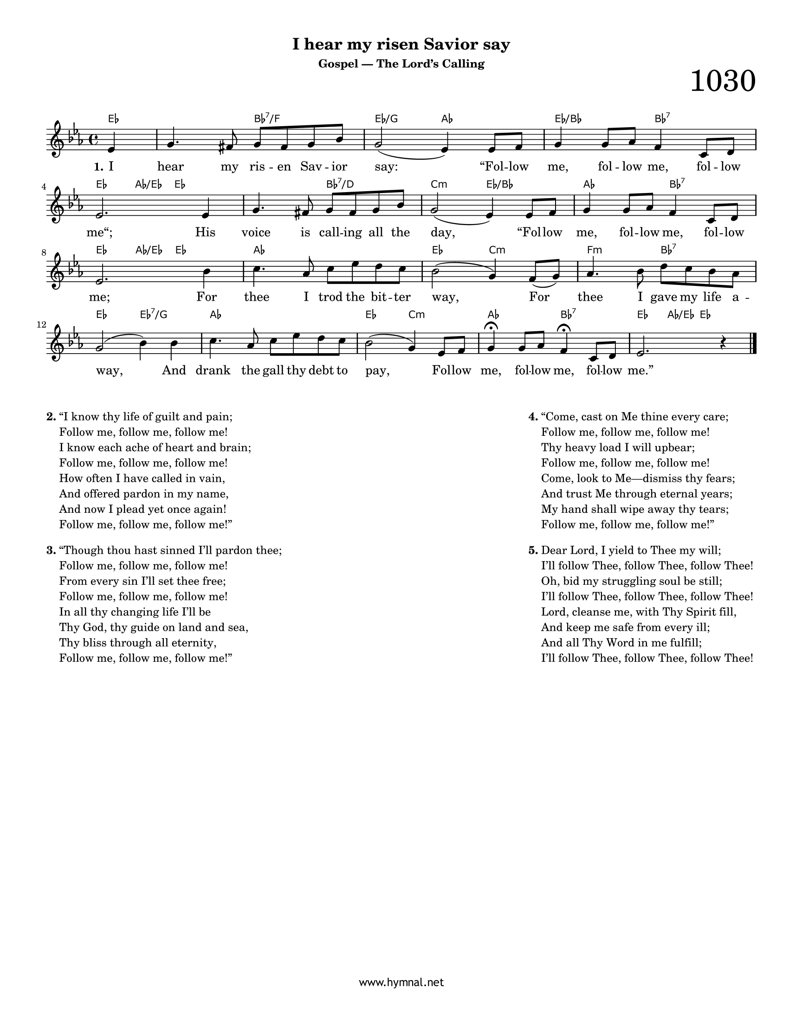 I hear my risen Savior say
Gospel — The Lord's Calling
1030
E♭ B♭7/F E♭/G A♭ E♭/B♭ B♭7
1. I hear my ris - en Sav - ior say: “Fol-low me, fol - low me, fol - low
4 E♭ A♭/E♭ E♭ B♭7/D Cm E♭/B♭ A♭ B♭7
me“; His voice is call-ing all the day, “Follow me, fol-low me, fol-low
8 E♭ A♭/E♭ E♭ A♭ E♭ Cm Fm B♭7
me; For thee I trod the bit-ter way, For thee I gave my life a -
12 E♭ E♭7/G A♭ E♭ Cm A♭ B♭7 E♭ A♭/E♭ E♭
way, And drank the gall thy debt to pay, Follow me, follow me, follow me.”
2. “I know thy life of guilt and pain;
Follow me, follow me, follow me!
I know each ache of heart and brain;
Follow me, follow me, follow me!
How often I have called in vain,
And offered pardon in my name,
And now I plead yet once again!
Follow me, follow me, follow me!”
3. “Though thou hast sinned I'll pardon thee;
Follow me, follow me, follow me!
From every sin I'll set thee free;
Follow me, follow me, follow me!
In all thy changing life I'll be
Thy God, thy guide on land and sea,
Thy bliss through all eternity,
Follow me, follow me, follow me!”
4. “Come, cast on Me thine every care;
Follow me, follow me, follow me!
Thy heavy load I will upbear;
Follow me, follow me, follow me!
Come, look to Me—dismiss thy fears;
And trust Me through eternal years;
My hand shall wipe away thy tears;
Follow me, follow me, follow me!”
5. Dear Lord, I yield to Thee my will;
I'll follow Thee, follow Thee, follow Thee!
Oh, bid my struggling soul be still;
I'll follow Thee, follow Thee, follow Thee!
Lord, cleanse me, with Thy Spirit fill,
And keep me safe from every ill;
And all Thy Word in me fulfill;
I'll follow Thee, follow Thee, follow Thee!
www.hymnal.net